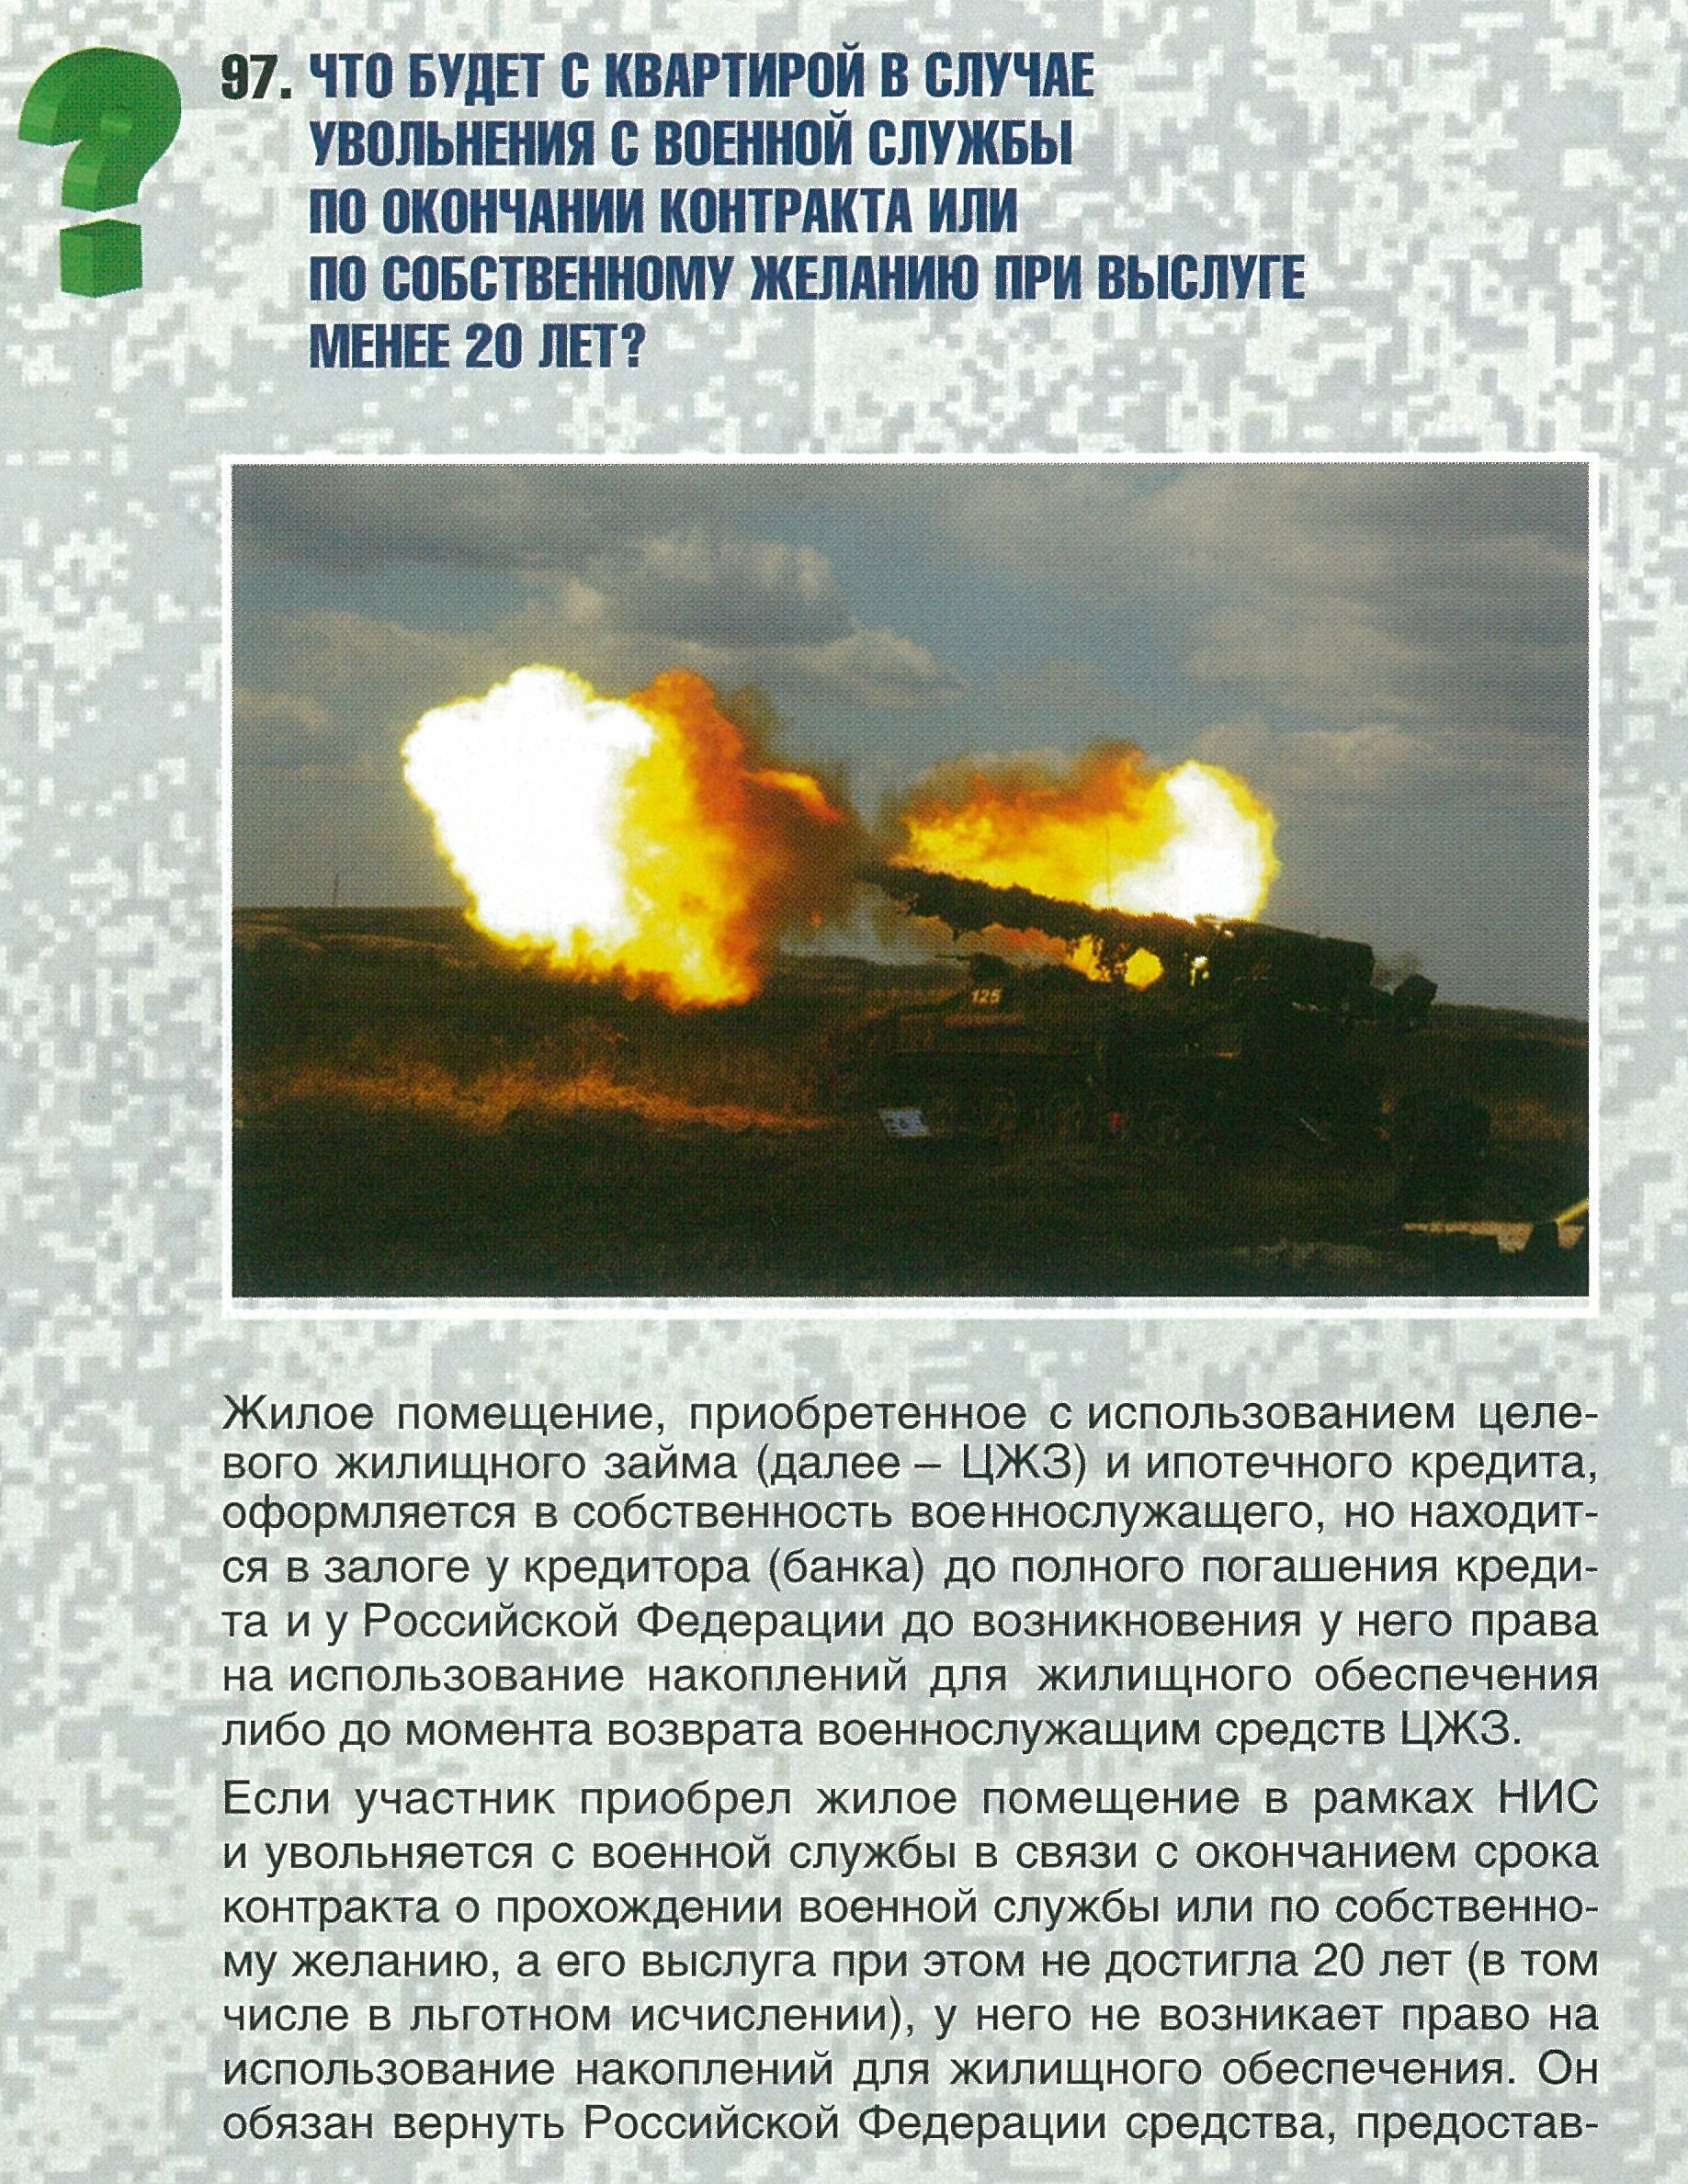 97. ЧТО БУДЕТ С КВАРТИРОЙ В СЛУЧАЕ
УВОЛЬНЕНИЯ С ВОЕННОЙ СЛУЖБЫ
ПО ОКОНЧАНИИ КОНТРАКТА ИЛИ
ПО СОБСТВЕННОМУ ЖЕЛАНИЮ ПРИ ВЫСЛУГЕ
МЕНЕЕ 20 ЛЕТ?
125
Жилое помещение, приобретенное с использованием целе-
вого жилищного займа (далее – ЦЖЗ) и ипотечного кредита,
оформляется в собственность военнослужащего, но находит-
ся в залоге у кредитора (банка) до полного погашения креди-
та и у Российской Федерации до возникновения у него права
на использование накоплений для жилищного обеспечения
либо до момента возврата военнослужащим средств ЦЖЗ.
Если участник приобрел жилое помещение в рамках НИС
и увольняется с военной службы в связи с окончанием срока
контракта о прохождении военной службы или по собственно-
му желанию, а его выслуга при этом не достигла 20 лет (в том
числе в льготном исчислении), у него не возникает право на
использование накоплений для жилищного обеспечения. Он
обязан вернуть Российской Федерации средства, предостав-